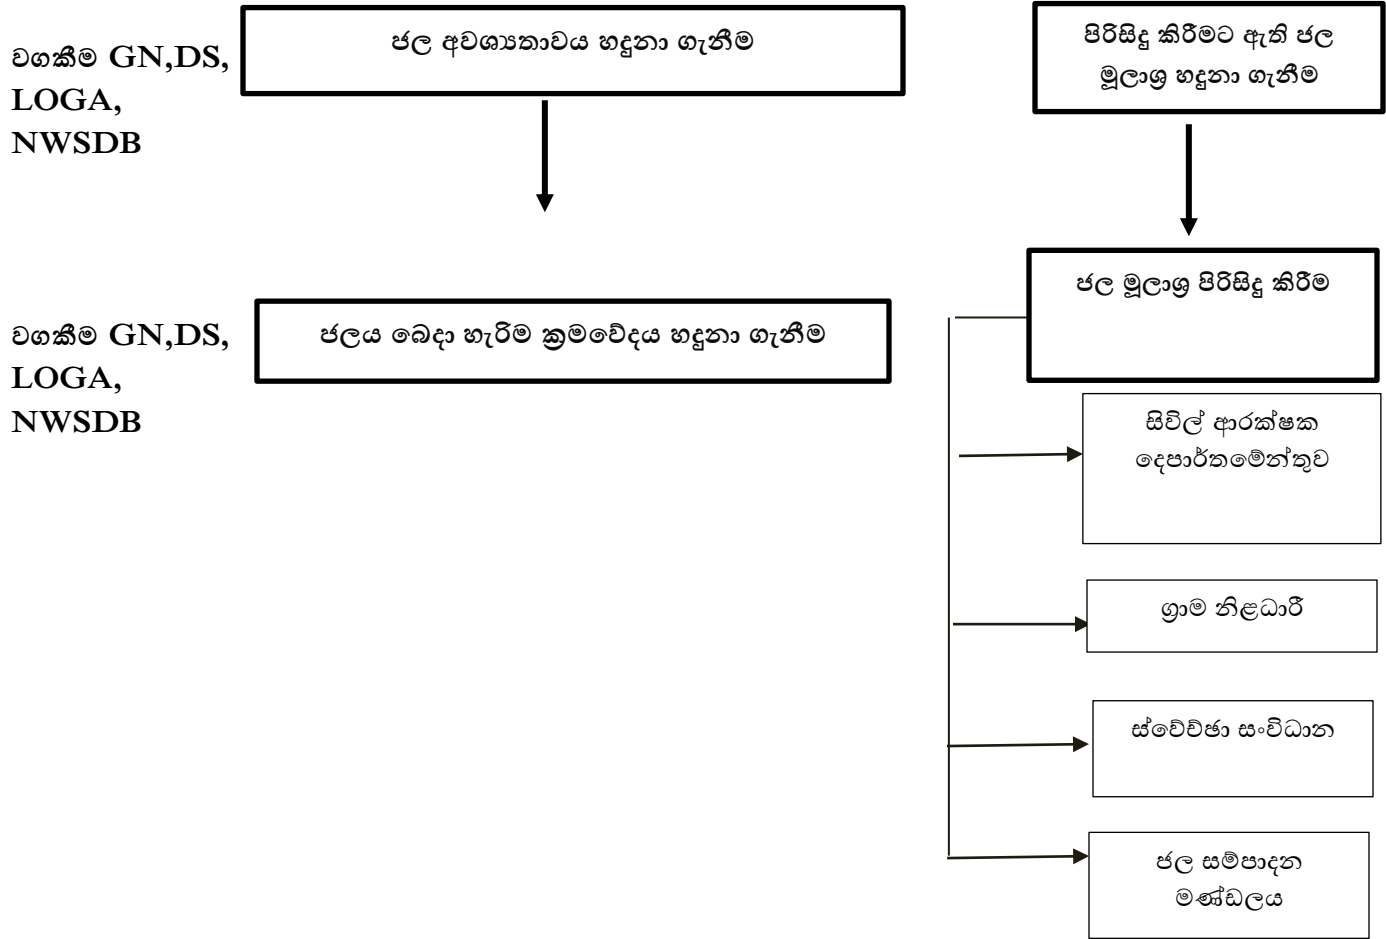 වගකීම GN,DS,
LOGA,
NWSDB
ජල අවශ්‍යතාවය හදුනා ගැනීම
පිරිසිදු කිරීමට ඇති ජල
මූලාශ්‍ර හදුනා ගැනීම
වගකීම GN,DS,
LOGA,
NWSDB
ජලය බෙදා හැරිම ක්‍රමවේදය හදුනා ගැනීම
ජල මූලාශ්‍ර පිරිසිදු කිරීම
සිවිල් ආරක්ෂක
දෙපාර්තමේන්තුව
ග්‍රාම නිළධාරී
ස්වේච්ඡා සංවිධාන
ජල සම්පාදන
මණ්ඩලය